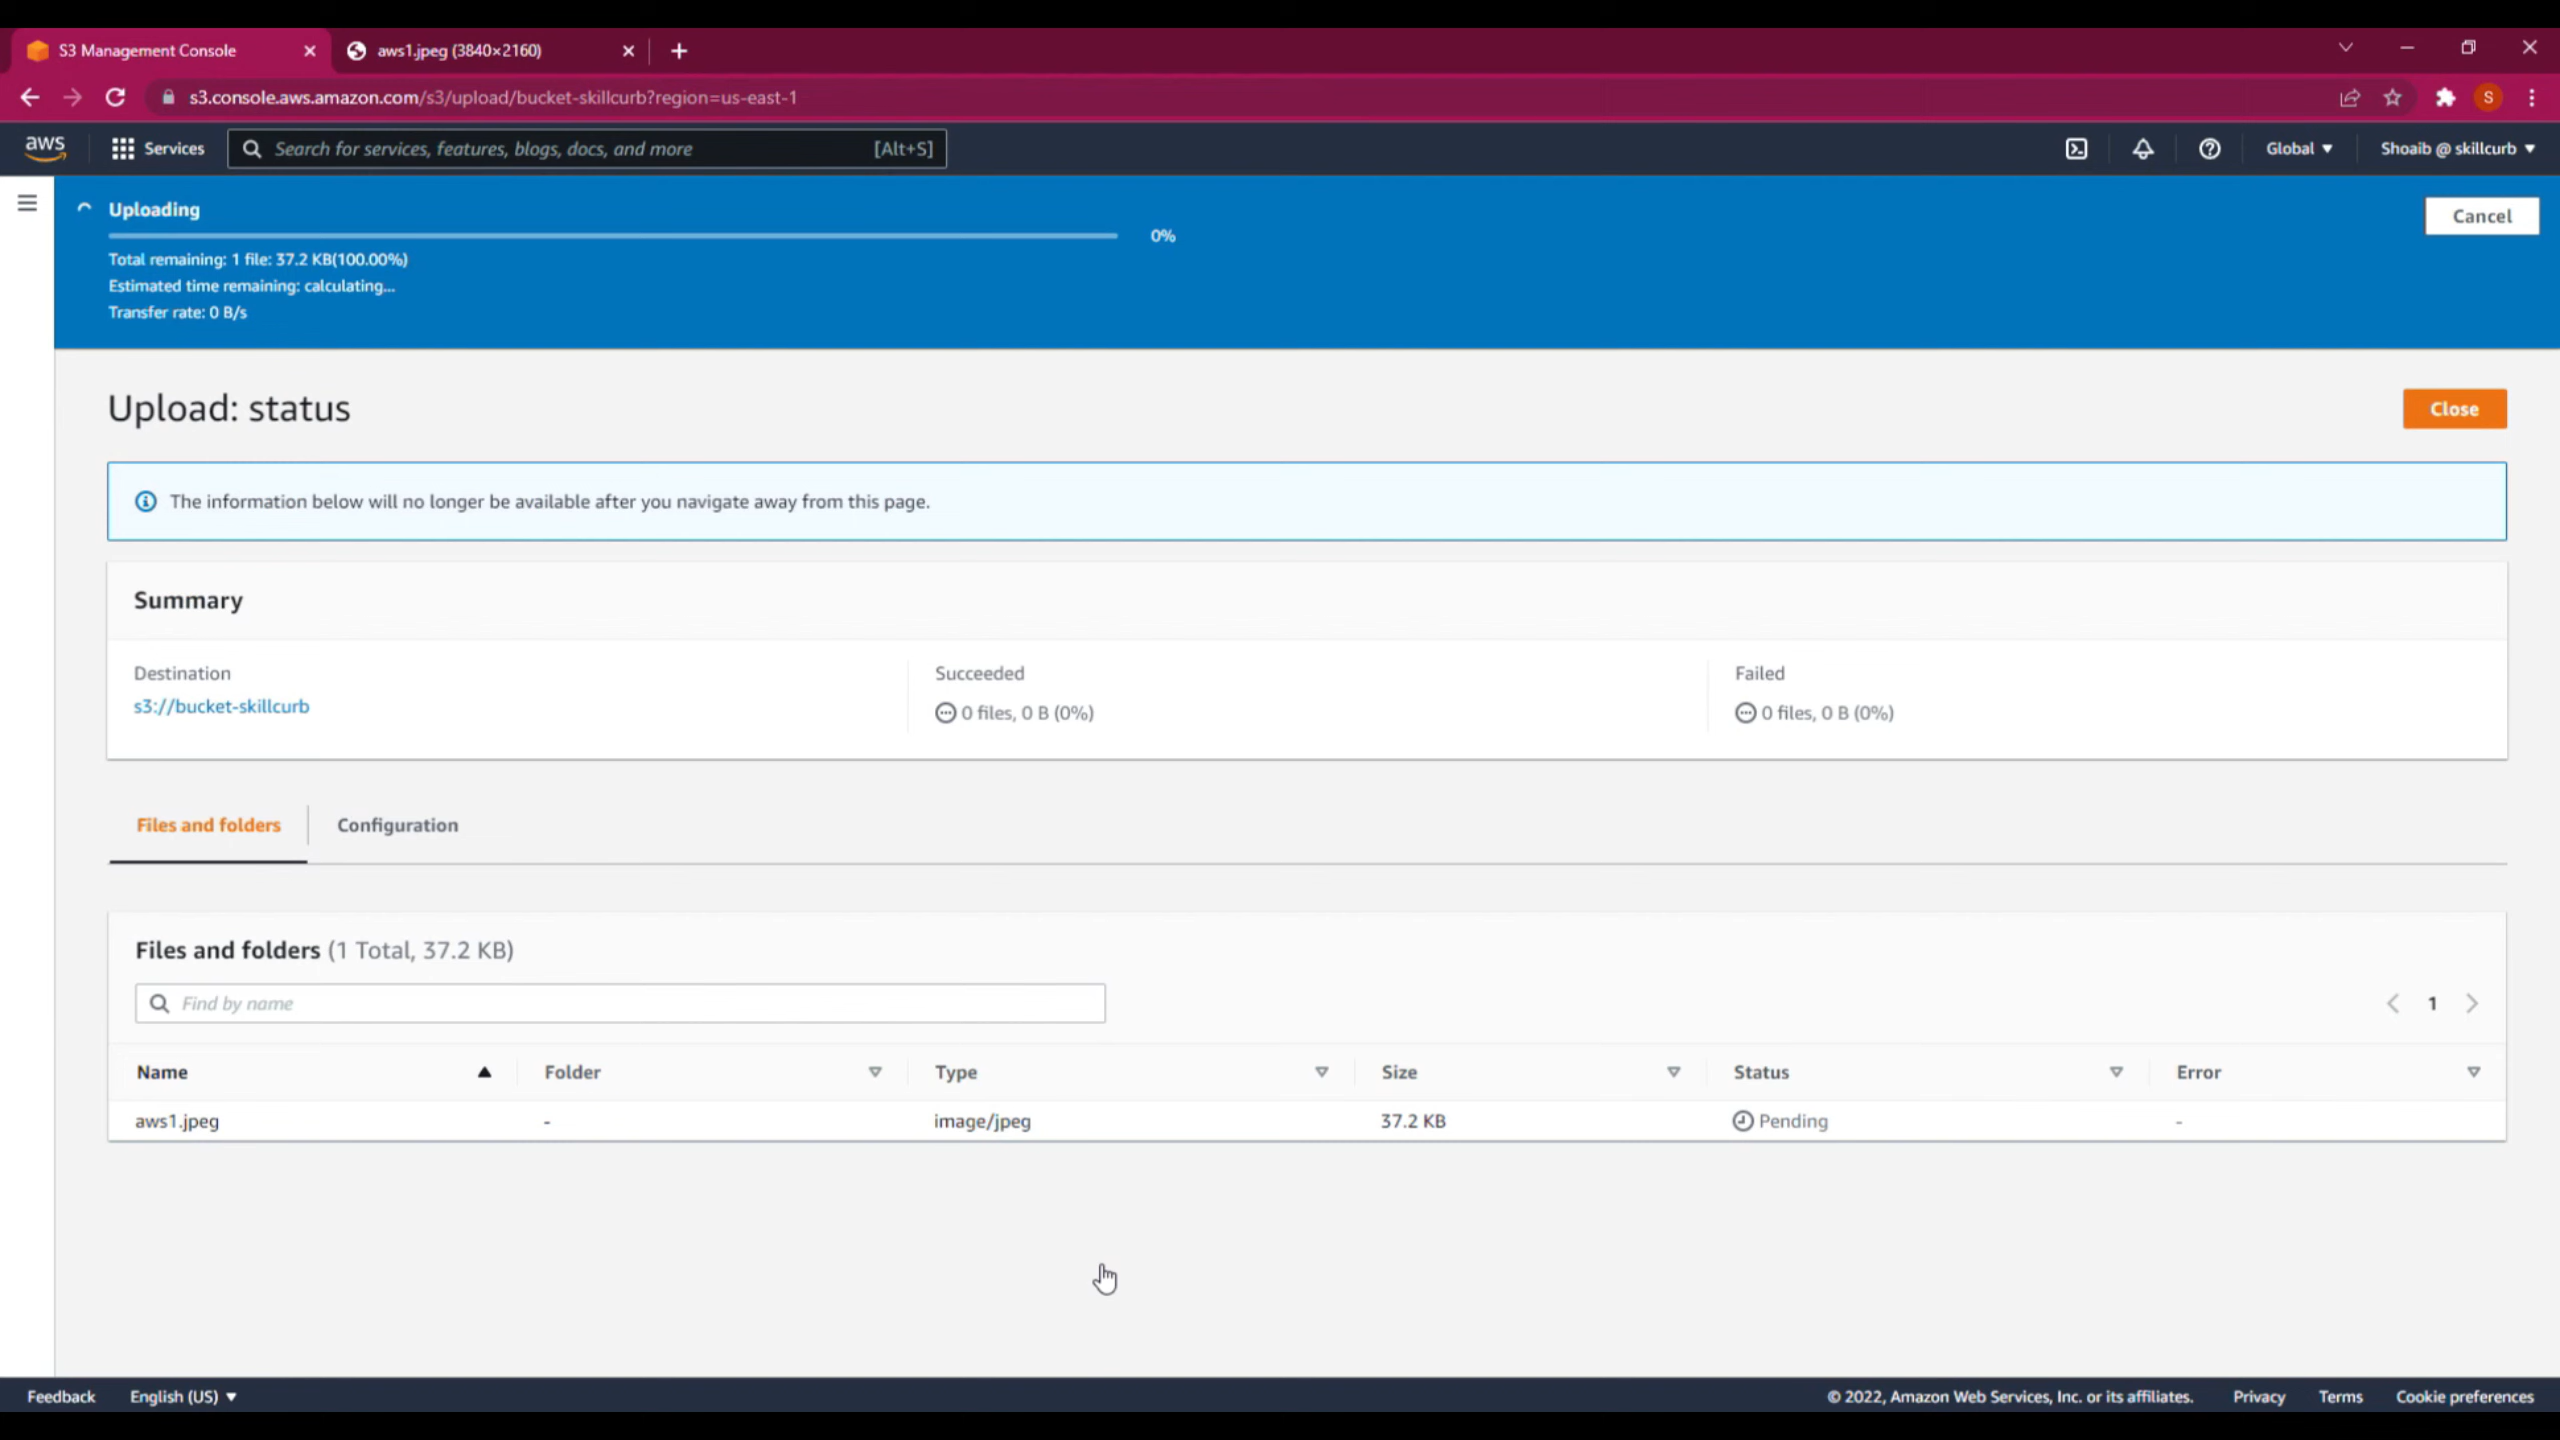 S3 Management Console
aws1.jpeg (3840×2160)
s3.console.aws.amazon.com/s3/upload/bucket-skillcurb?region=us-east-1
S
aws
Services
Search for services, features, blogs, docs, and more
[Alt+S]
Global
Shoaib @ skillcurb
Uploading
0%
Cancel
Total remaining: 1 file: 37.2 KB(100.00%)
Estimated time remaining: calculating...
Transfer rate: 0 B/s
Upload: status
Close
The information below will no longer be available after you navigate away from this page.
Summary
Destination
s3://bucket-skillcurb
Succeeded
0 files, 0 B (0%)
Failed
0 files, 0 B (0%)
Files and folders
Configuration
Files and folders (1 Total, 37.2 KB)
Find by name
1
Name Folder Type Size Status Error
aws1.jpeg - image/jpeg 37.2 KB Pending -
Feedback English (US)
© 2022, Amazon Web Services, Inc. or its affiliates. Privacy Terms Cookie preferences